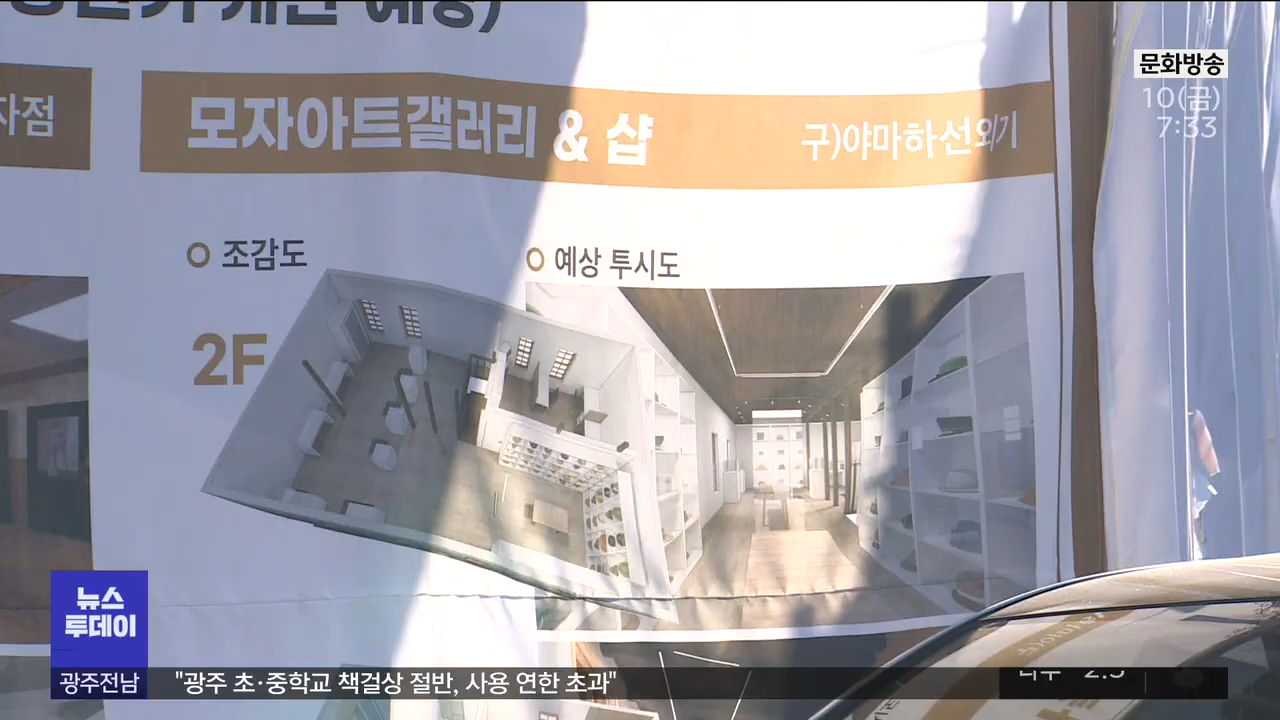 문화방송
10(금)
7:33
자점
모자아트갤러리 & 샵
구)야마하선외기
조감도
예상 투시도
2F
뉴스
투데이
광주전남
"광주 초·중학교 책걸상 절반, 사용 연한 초과"